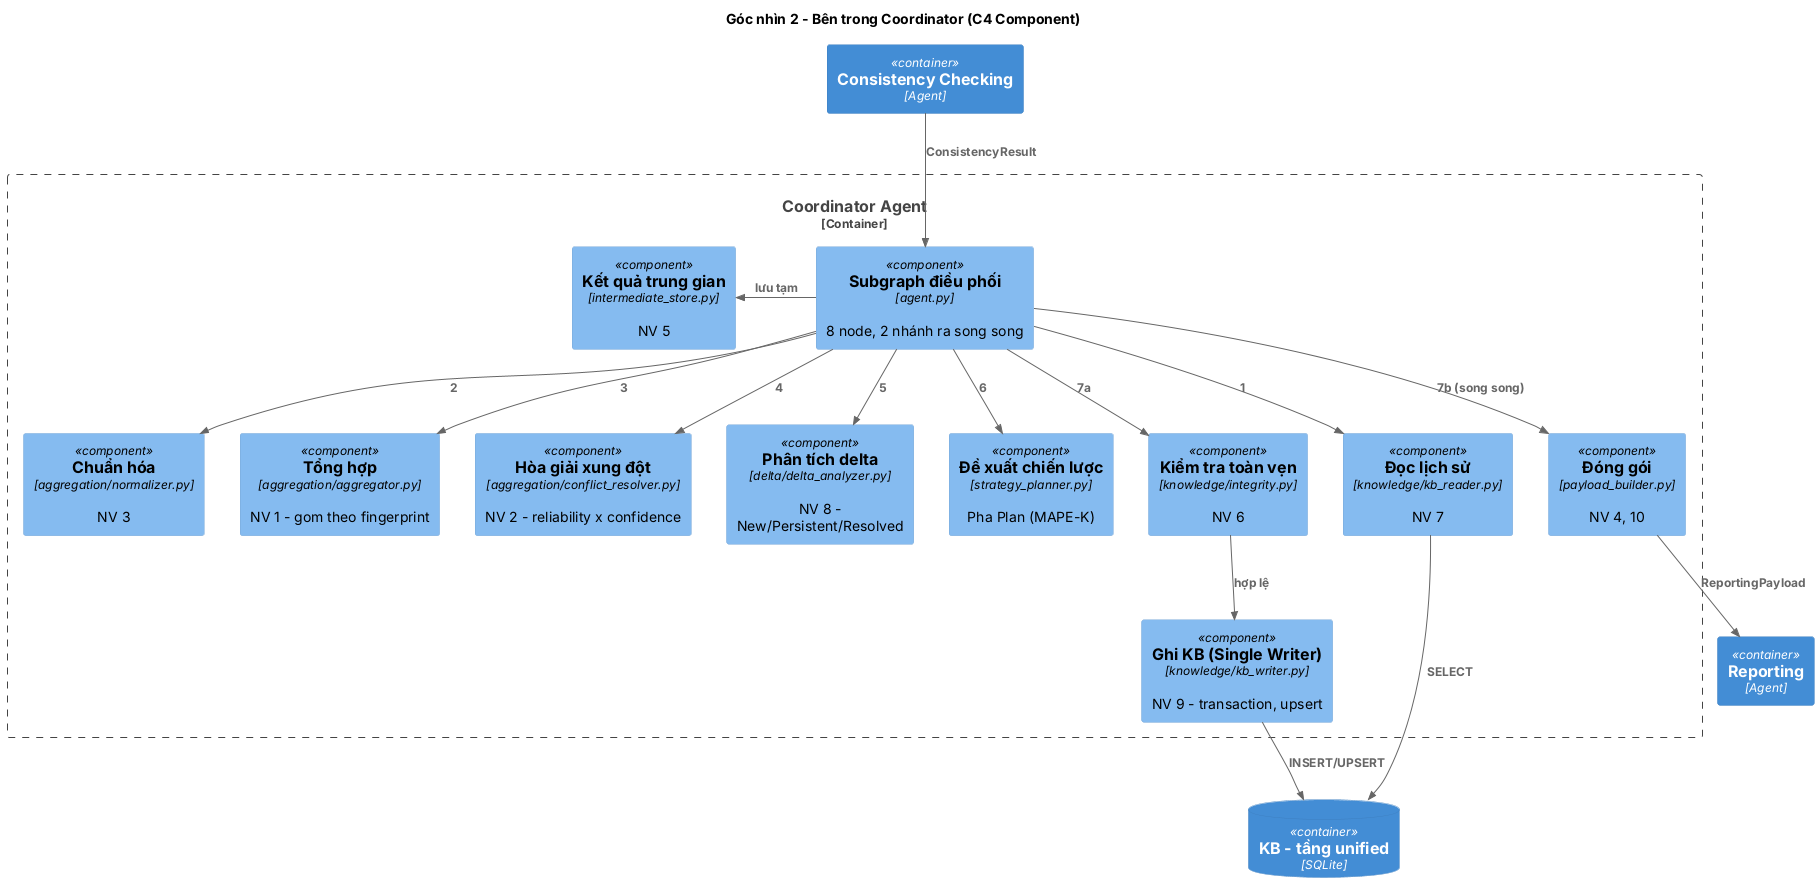 Góc nhìn 2 - Bên trong Coordinator (C4 Component)
«container»
Consistency Checking
[Agent]
ConsistencyResult
Coordinator Agent
[Container]
«component»
Kết quả trung gian
[intermediate_store.py]
NV 5
lưu tạm
«component»
Subgraph điều phối
[agent.py]
8 node, 2 nhánh ra song song
2
3
4
5
6
7a
1
7b (song song)
«component»
Chuẩn hóa
[aggregation/normalizer.py]
NV 3
«component»
Tổng hợp
[aggregation/aggregator.py]
NV 1 - gom theo fingerprint
«component»
Hòa giải xung đột
[aggregation/conflict_resolver.py]
NV 2 - reliability x confidence
«component»
Phân tích delta
[delta/delta_analyzer.py]
NV 8 -
New/Persistent/Resolved
«component»
Đề xuất chiến lược
[strategy_planner.py]
Pha Plan (MAPE-K)
«component»
Kiểm tra toàn vẹn
[knowledge/integrity.py]
NV 6
«component»
Đọc lịch sử
[knowledge/kb_reader.py]
NV 7
«component»
Đóng gói
[payload_builder.py]
NV 4, 10
hợp lệ
ReportingPayload
«component»
Ghi KB (Single Writer)
[knowledge/kb_writer.py]
NV 9 - transaction, upsert
SELECT
«container»
Reporting
[Agent]
INSERT/UPSERT
«container»
KB - tầng unified
[SQLite]